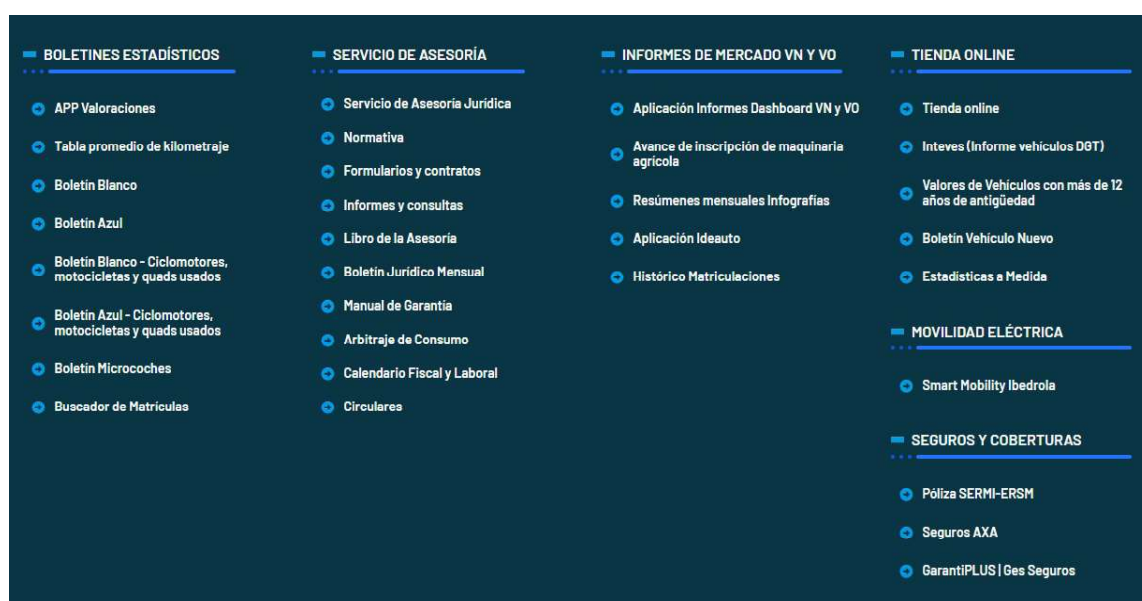 BOLETINES ESTADÍSTICOS
APP Valoraciones
Tabla promedio de kilometraje
Boletín Blanco
Boletín Azul
Boletín Blanco - Ciclomotores,
motocicletas y quads usados
Boletín Azul - Ciclomotores,
motocicletas y quads usados
Boletín Microcoches
Buscador de Matrículas
SERVICIO DE ASESORÍA
Servicio de Asesoría Jurídica
Normativa
Formularios y contratos
Informes y consultas
Libro de la Asesoría
Boletín Jurídico Mensual
Manual de Garantía
Arbitraje de Consumo
Calendario Fiscal y Laboral
Circulares
INFORMES DE MERCADO VN Y VO
Aplicación Informes Dashboard VN y VO
Avance de inscripción de maquinaria
agrícola
Resúmenes mensuales Infografías
Aplicación Ideauto
Histórico Matriculaciones
TIENDA ONLINE
Tienda online
Inteves (Informe vehículos DGT)
Valores de Vehículos con más de 12
años de antigüedad
Boletín Vehículo Nuevo
Estadísticas a Medida
MOVILIDAD ELÉCTRICA
Smart Mobility Ibedrola
SEGUROS Y COBERTURAS
Póliza SERMI-ERSM
Seguros AXA
GarantiPLUS | Ges Seguros